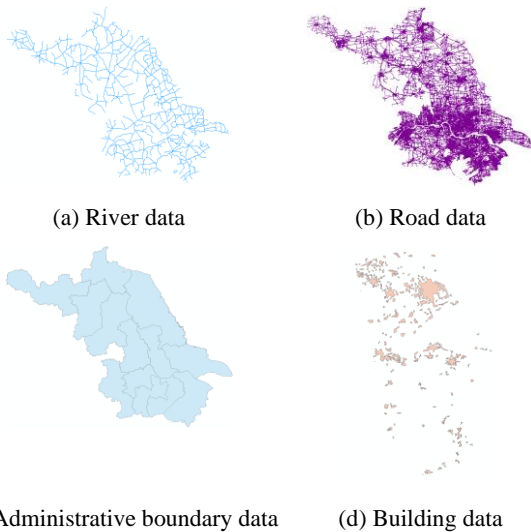 (a) River data
(b) Road data
Administrative boundary data
(d) Building data